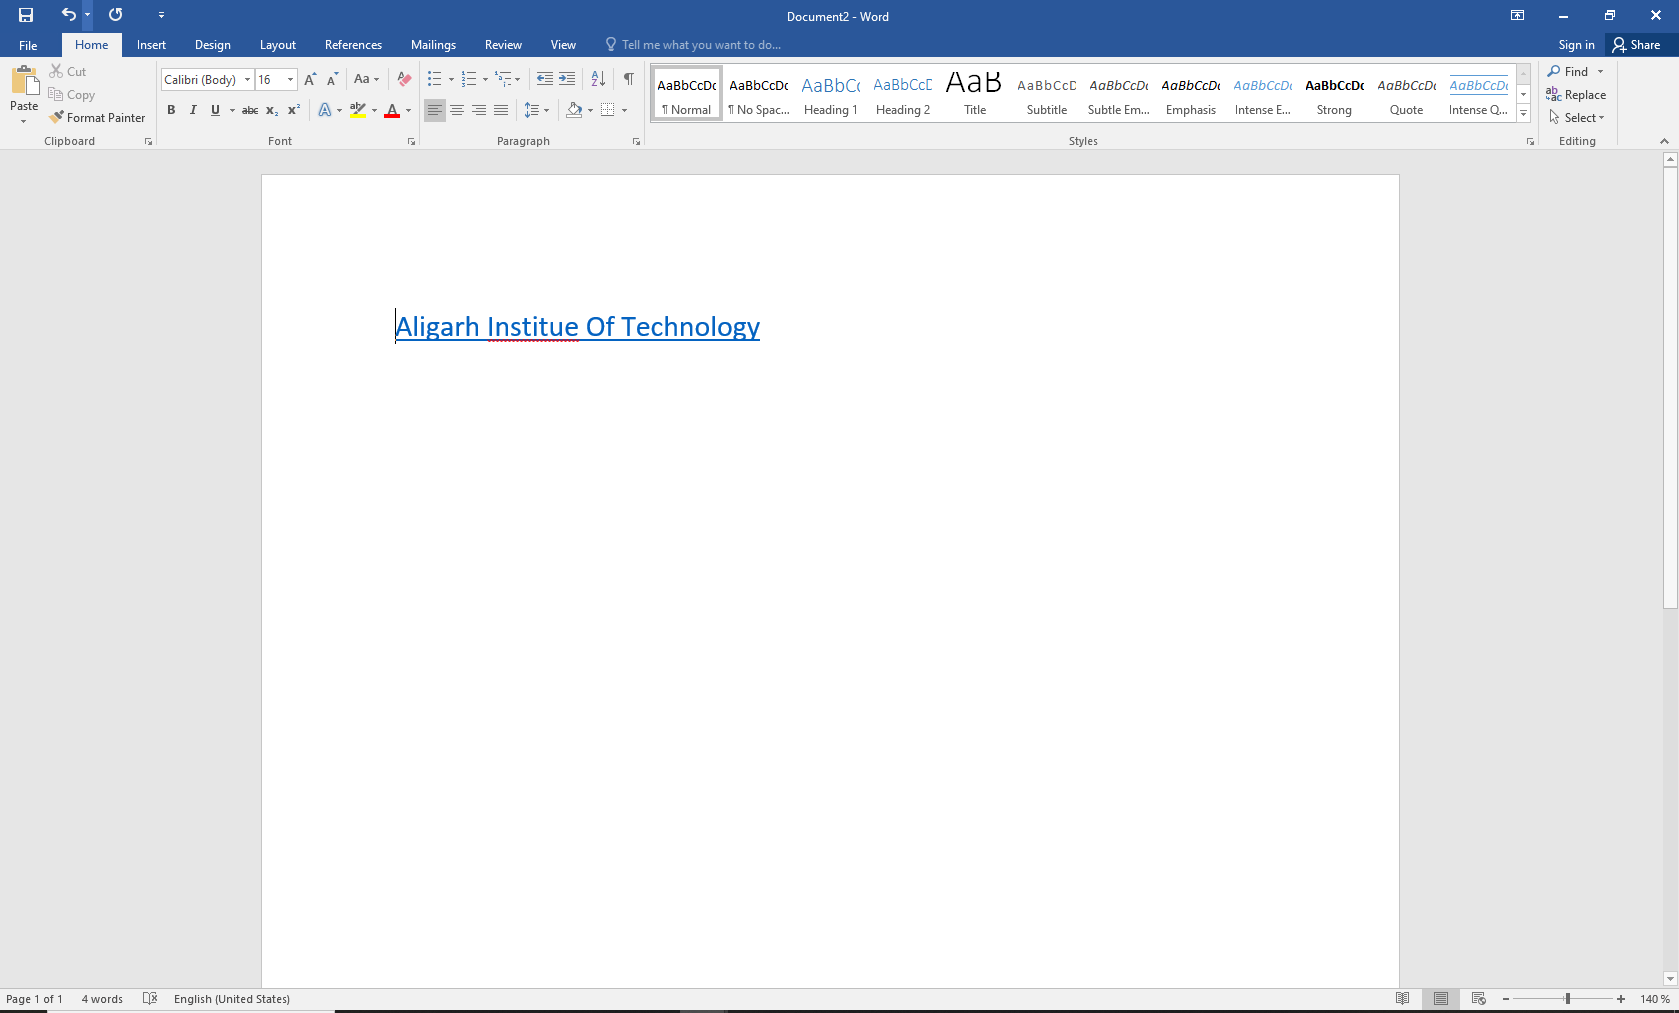 Document2 - Word
File Home Insert Design Layout References Mailings Review View Tell me what you want to do... Sign in Share
Cut
Copy
Paste
Format Painter
Clipboard
Calibri (Body) 16 Aa
B I U abc X₂ X² A ab A
Font
Paragraph
AaBbCcDc AaBbCcDc AaBbCc AaBbCcD AaB AaBbCcD AaBbCcDc AaBbCcDc AaBbCcDc AaBbCcDc AaBbCcDc AaBbCcDc
¶ Normal ¶ No Spac... Heading 1 Heading 2 Title Subtitle Subtle Em... Emphasis Intense E... Strong Quote Intense Q...
Styles
Find
Replace
Select
Editing
Aligarh Institue Of Technology
Page 1 of 1 4 words English (United States) 140 %